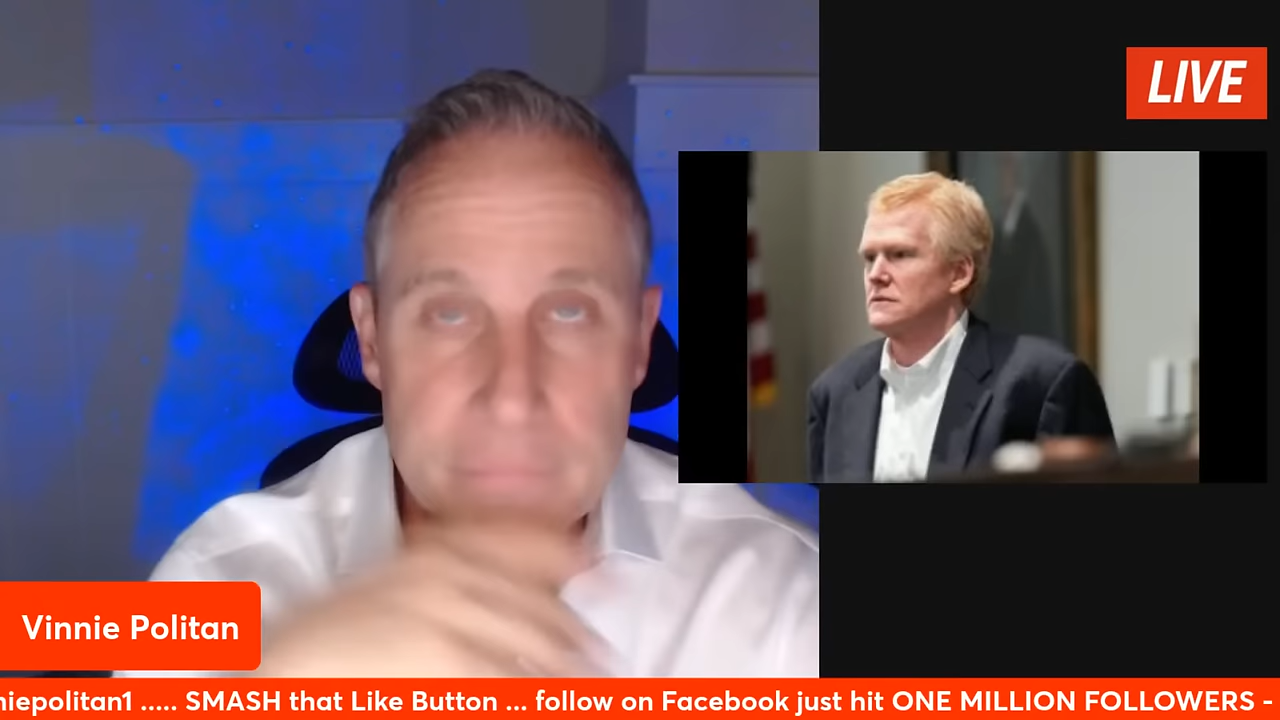 LIVE
Vinnie Politan
niepolitan1 ..... SMASH that Like Button ... follow on Facebook just hit ONE MILLION FOLLOWERS -